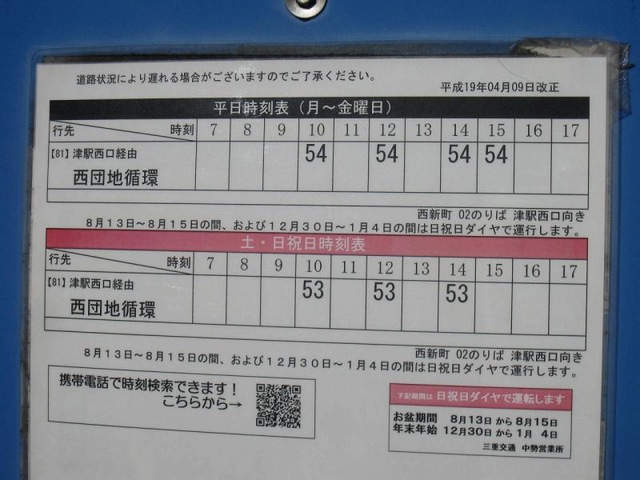 道路状況により遅れる場合がございますのでご了承ください。
平成19年04月09日改正
平日時刻表（月～金曜日）
行先 時刻 7 8 9 10 11 12 13 14 15 16 17
【81】津駅西口経由 54 54 54 54
西団地循環
西新町 02のりば 津駅西口向き
8月13日～8月15日の間、および12月30日～1月4日の間は日祝日ダイヤで運行します。
土・日祝日時刻表
行先 時刻 7 8 9 10 11 12 13 14 15 16 17
【81】津駅西口経由 53 53 53
西団地循環
西新町 02のりば 津駅西口向き
8月13日～8月15日の間、および12月30日～1月4日の間は日祝日ダイヤで運行します。
携帯電話で時刻検索できます！
こちらから→
下記期間は 日祝日ダイヤで運転します
お盆期間 8月13日から8月15日
年末年始 12月30日から1月 4日
三重交通 中勢営業所